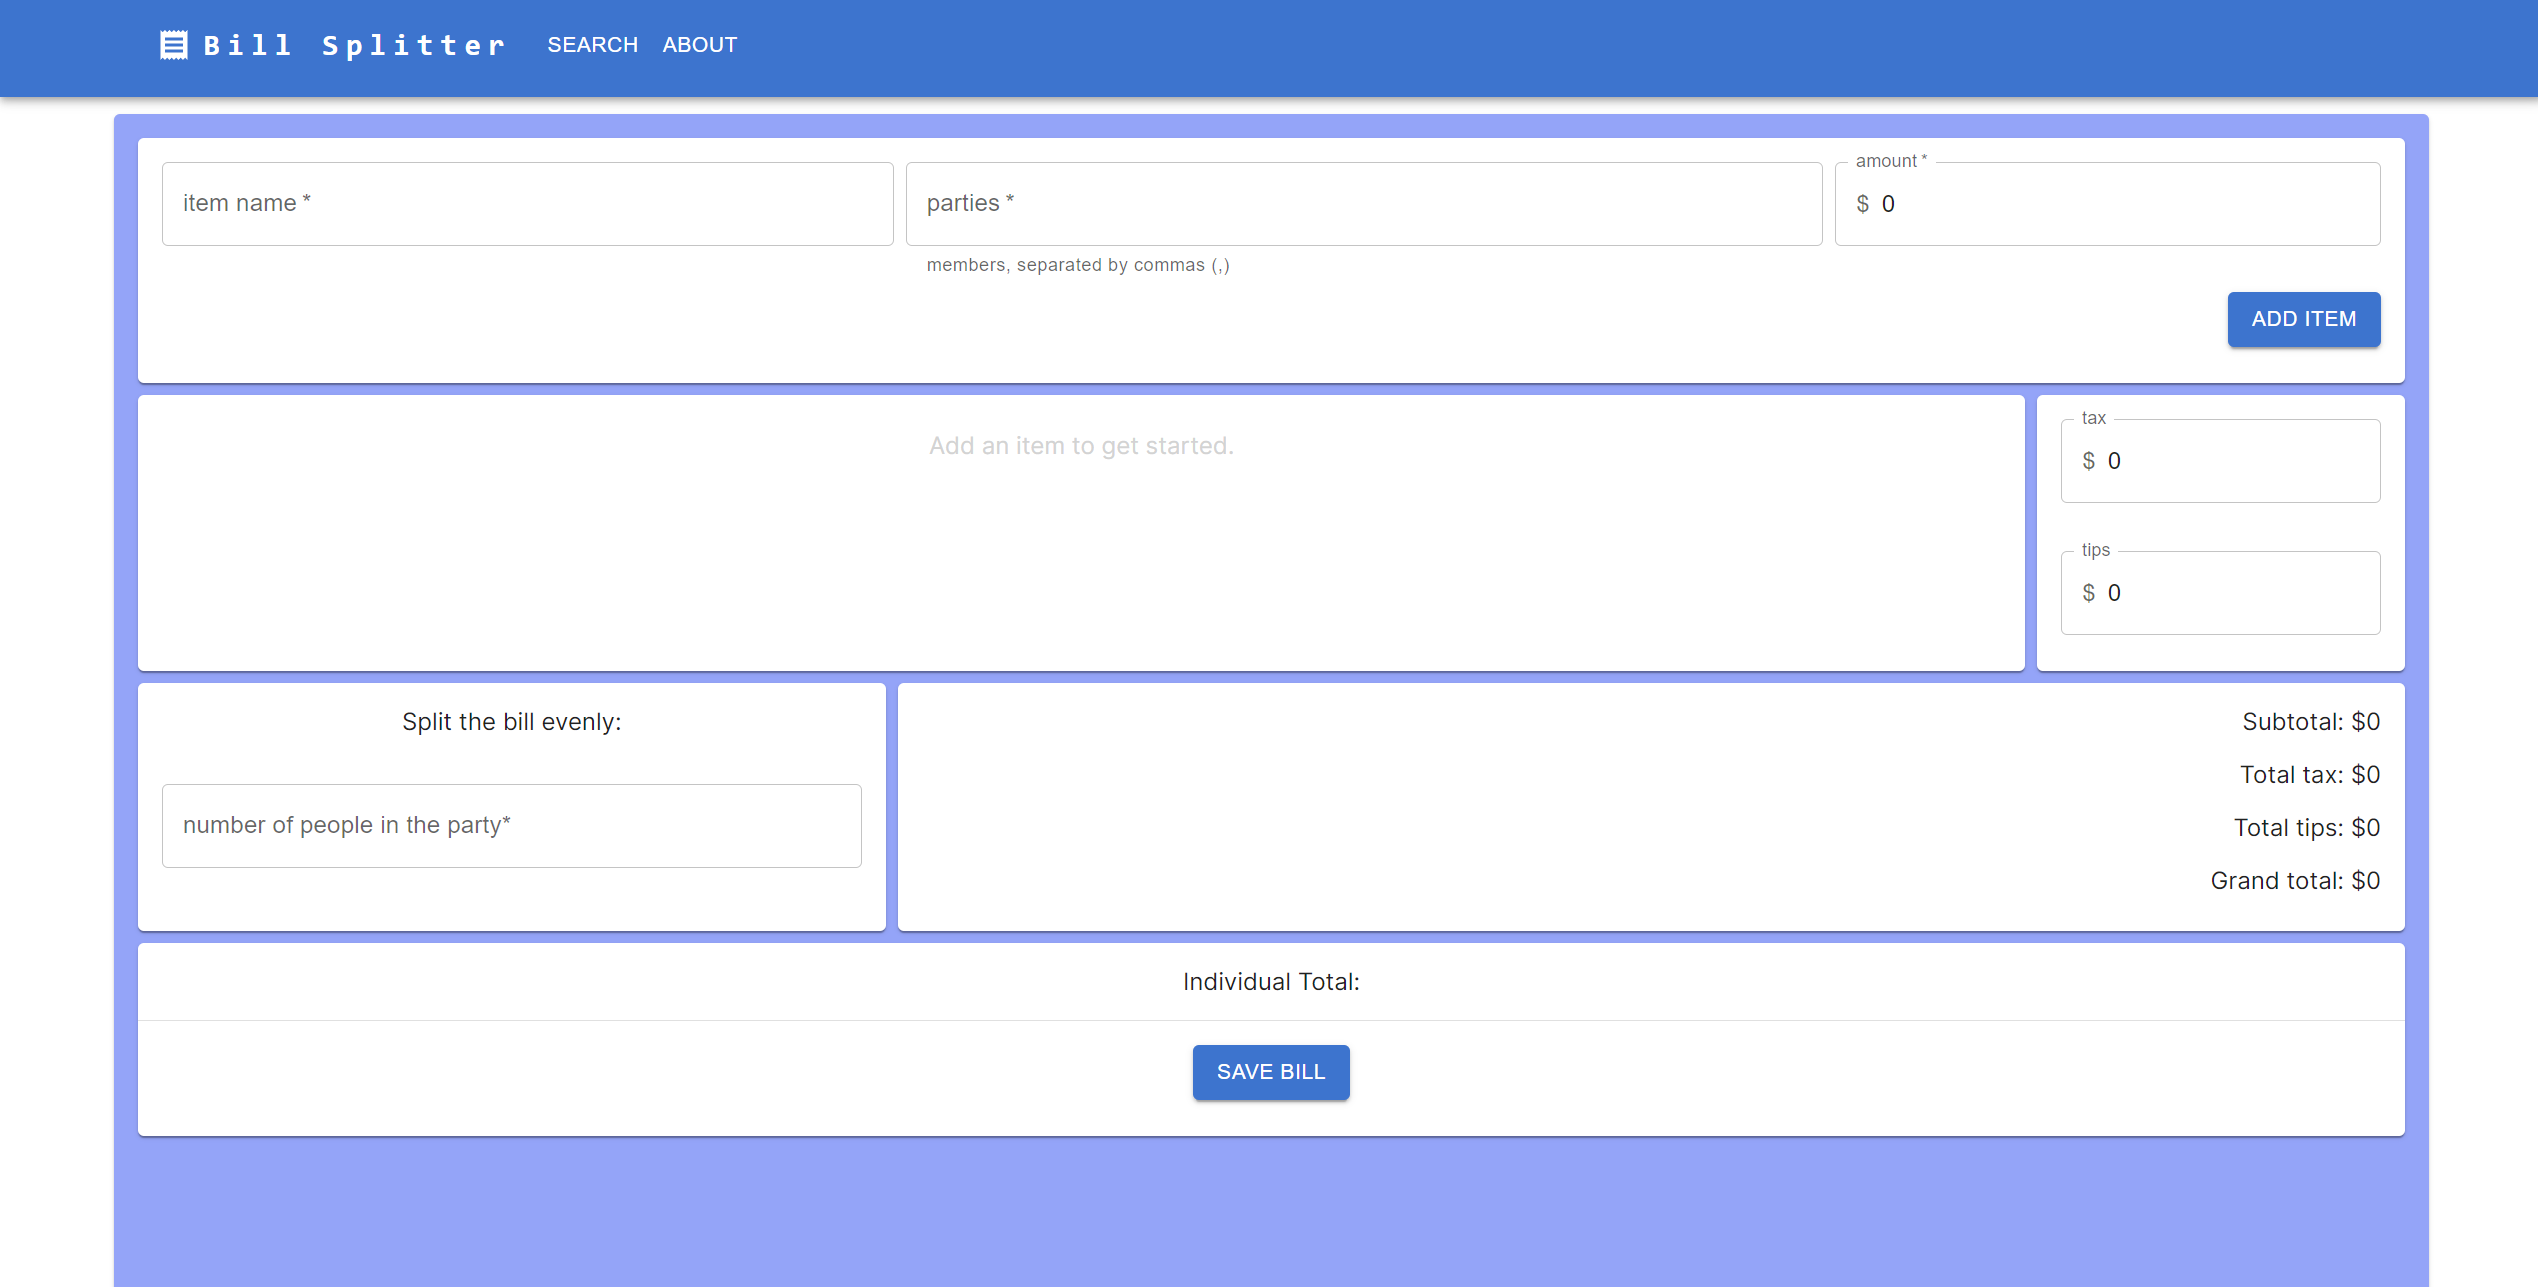 Bill Splitter SEARCH ABOUT
item name *
parties *
amount *
$ 0
members, separated by commas (,)
ADD ITEM
Add an item to get started.
tax
$ 0
tips
$ 0
Split the bill evenly:
number of people in the party*
Subtotal: $0
Total tax: $0
Total tips: $0
Grand total: $0
Individual Total:
SAVE BILL